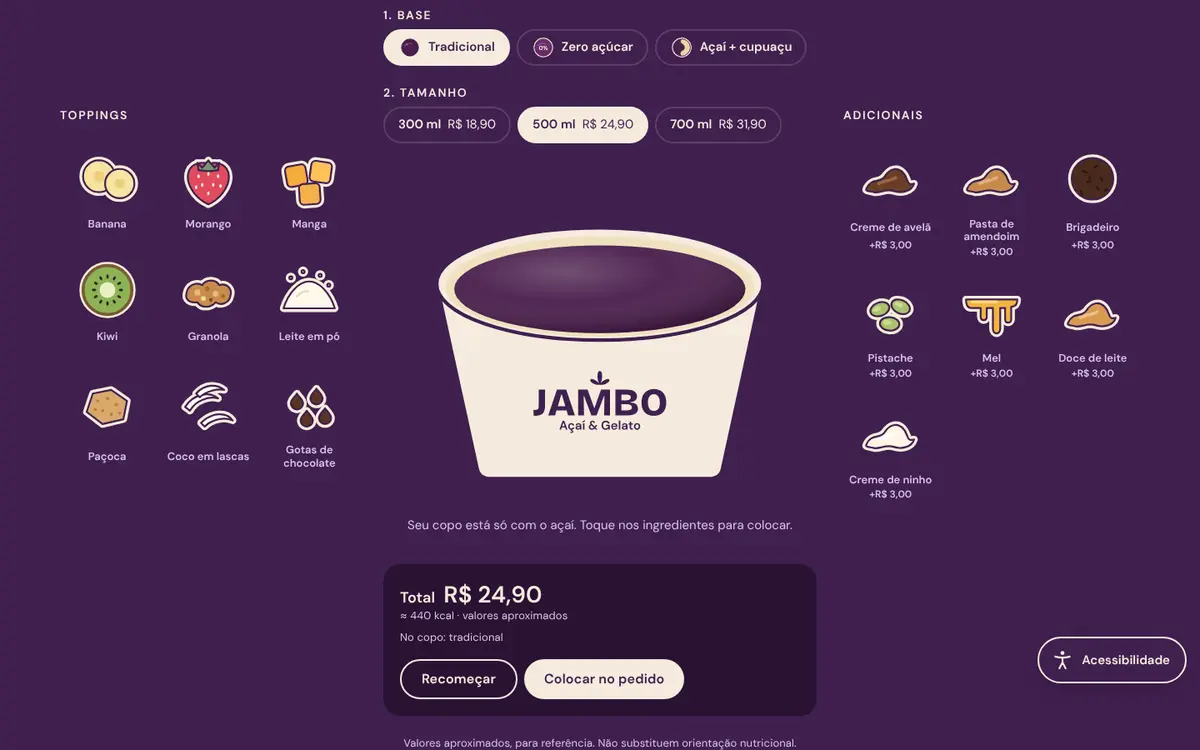 1. BASE
Tradicional
0%
Zero açúcar
Açaí + cupuaçu
2. TAMANHO
300 ml R$ 18,90
500 ml R$ 24,90
700 ml R$ 31,90
TOPPINGS
Banana
Morango
Manga
Kiwi
Granola
Leite em pó
Paçoca
Coco em lascas
Gotas de
chocolate
JAMBO
Açaí & Gelato
Seu copo está só com o açaí. Toque nos ingredientes para colocar.
ADICIONAIS
Creme de avelã
+R$ 3,00
Pasta de
amendoim
+R$ 3,00
Brigadeiro
+R$ 3,00
Pistache
+R$ 3,00
Mel
+R$ 3,00
Doce de leite
+R$ 3,00
Creme de ninho
+R$ 3,00
Total R$ 24,90
≈ 440 kcal · valores aproximados
No copo: tradicional
Recomeçar
Colocar no pedido
Acessibilidade
Valores aproximados, para referência. Não substituem orientação nutricional.